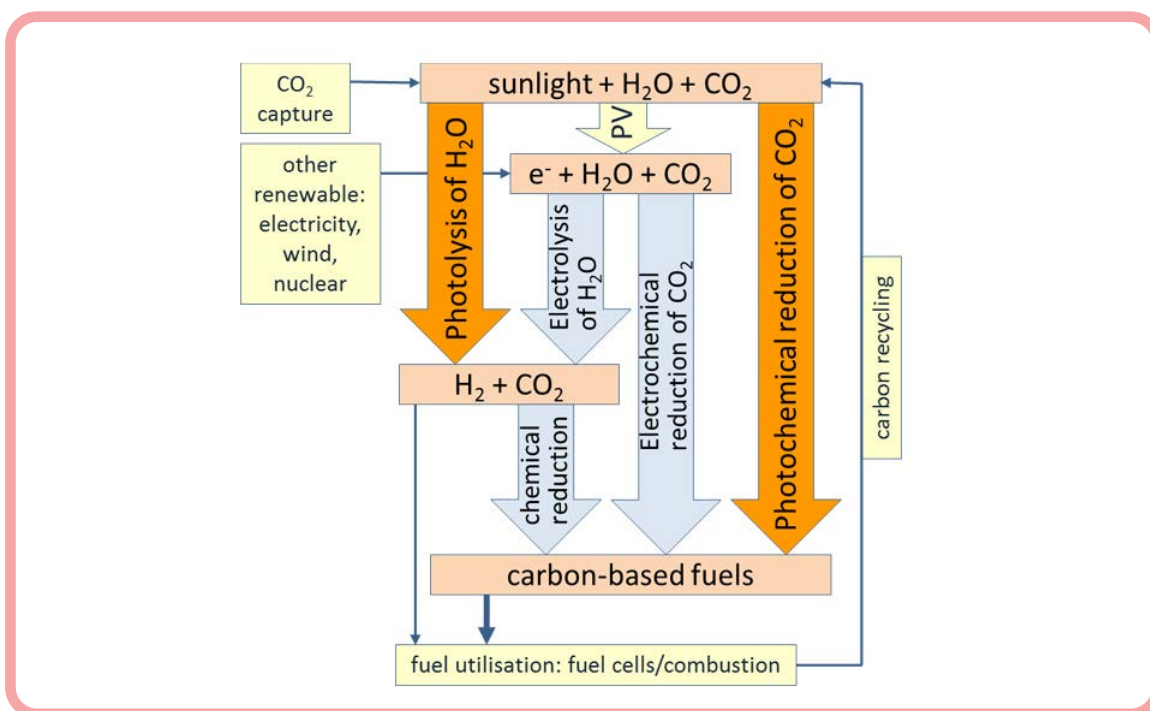 CO₂
capture
sunlight + H₂O + CO₂
PV
other
renewable:
electricity,
wind,
nuclear
e⁻ + H₂O + CO₂
Photolysis of H₂O
Electrolysis
of H₂O
Electrochemical
reduction of CO₂
Photochemical reduction of CO₂
carbon recycling
H₂ + CO₂
chemical
reduction
carbon-based fuels
fuel utilisation: fuel cells/combustion